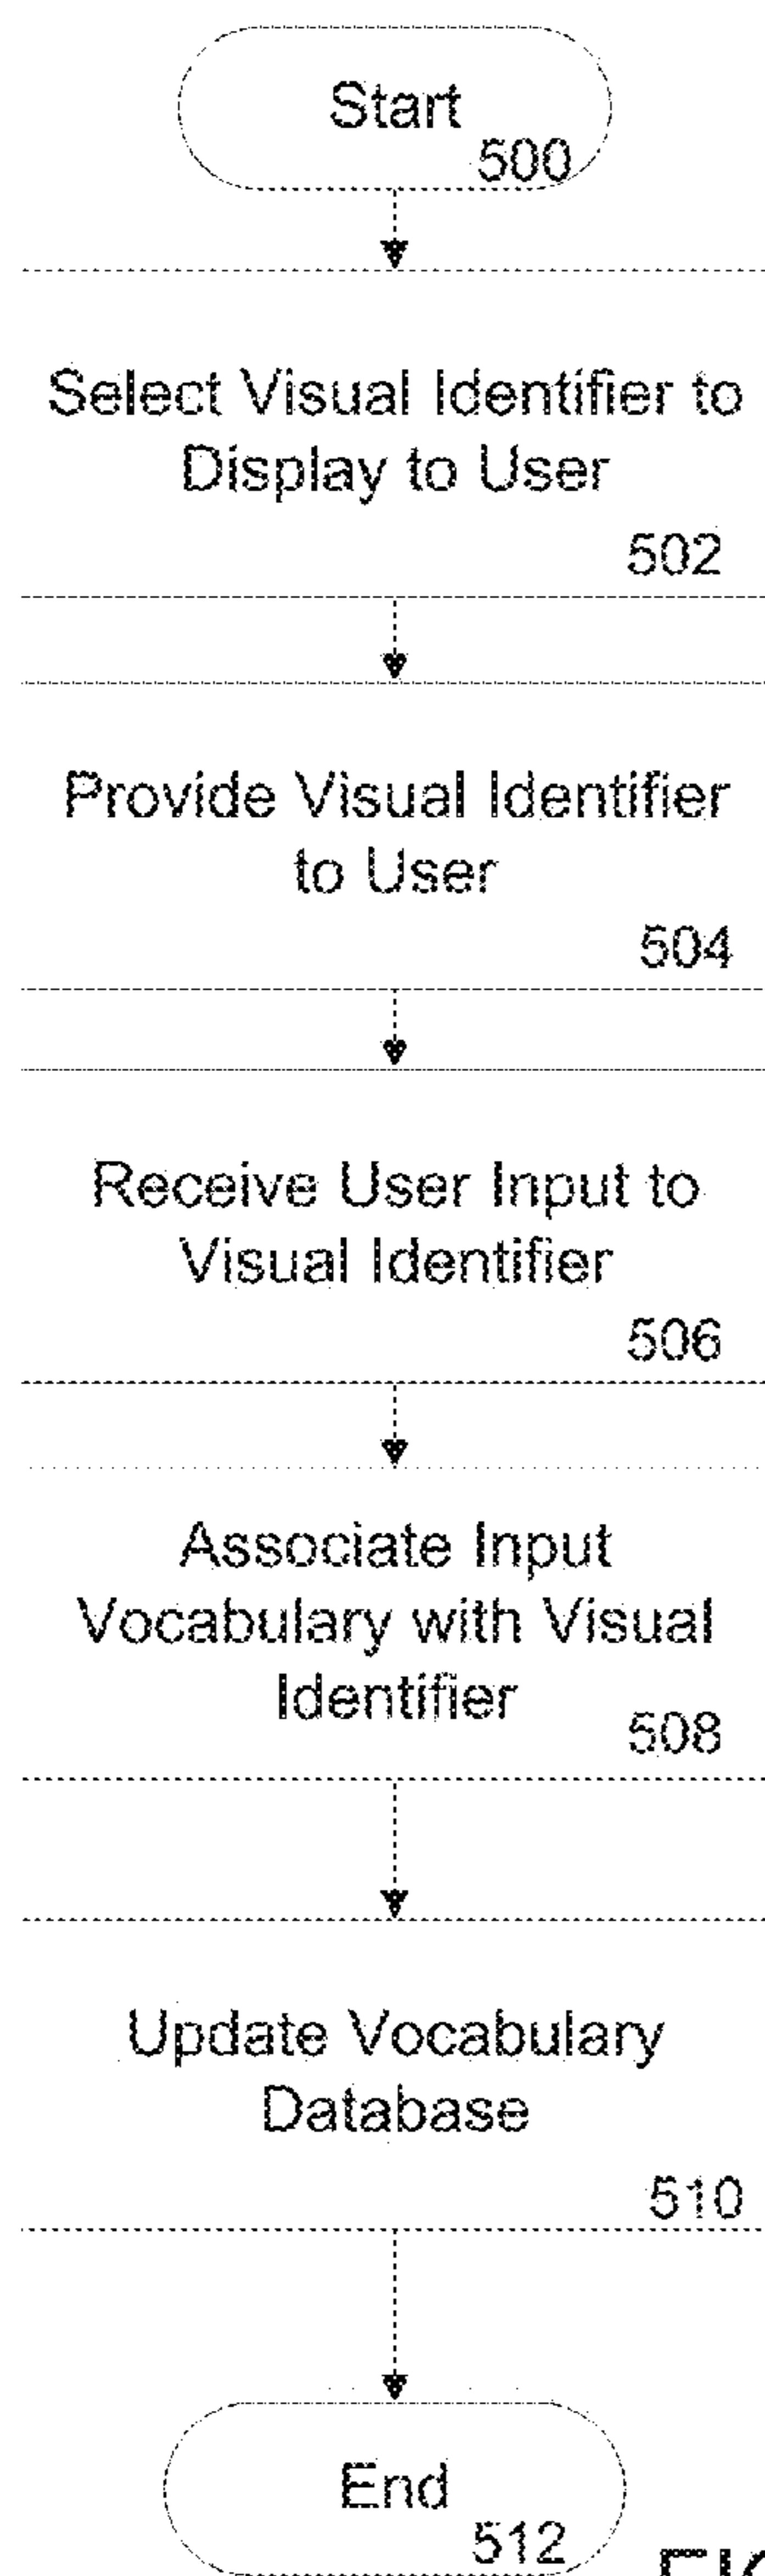 Start
500
Select Visual Identifier to
Display to User
502
Provide Visual Identifier
to User
504
Receive User Input to
Visual Identifier
506
Associate Input
Vocabulary with Visual
Identifier
508
Update Vocabulary
Database
510
End
512